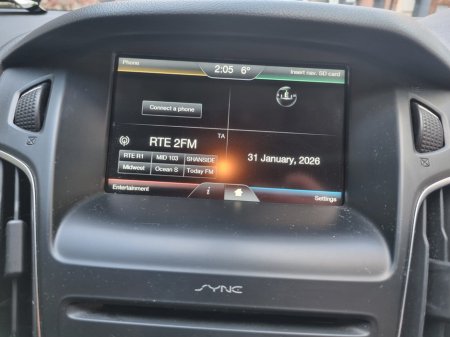 Phone
2:05 6°
Insert nav. SD card
Connect a phone
TA
RTE 2FM
RTE R1 MID 103 SHANSIDE
Midwest Ocean S Today FM
31 January, 2026
Entertainment
i
Settings
SYNC